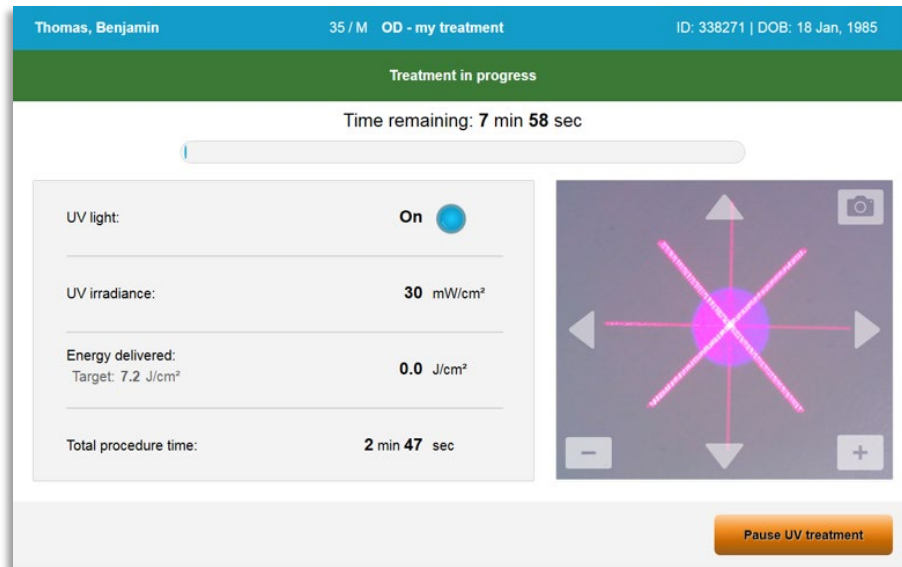 Thomas, Benjamin 35 / M OD - my treatment ID: 338271 | DOB: 18 Jan, 1985
Treatment in progress
Time remaining: 7 min 58 sec
UV light: On
UV irradiance: 30 mW/cm²
Energy delivered:
Target: 7.2 J/cm² 0.0 J/cm²
Total procedure time: 2 min 47 sec
Pause UV treatment